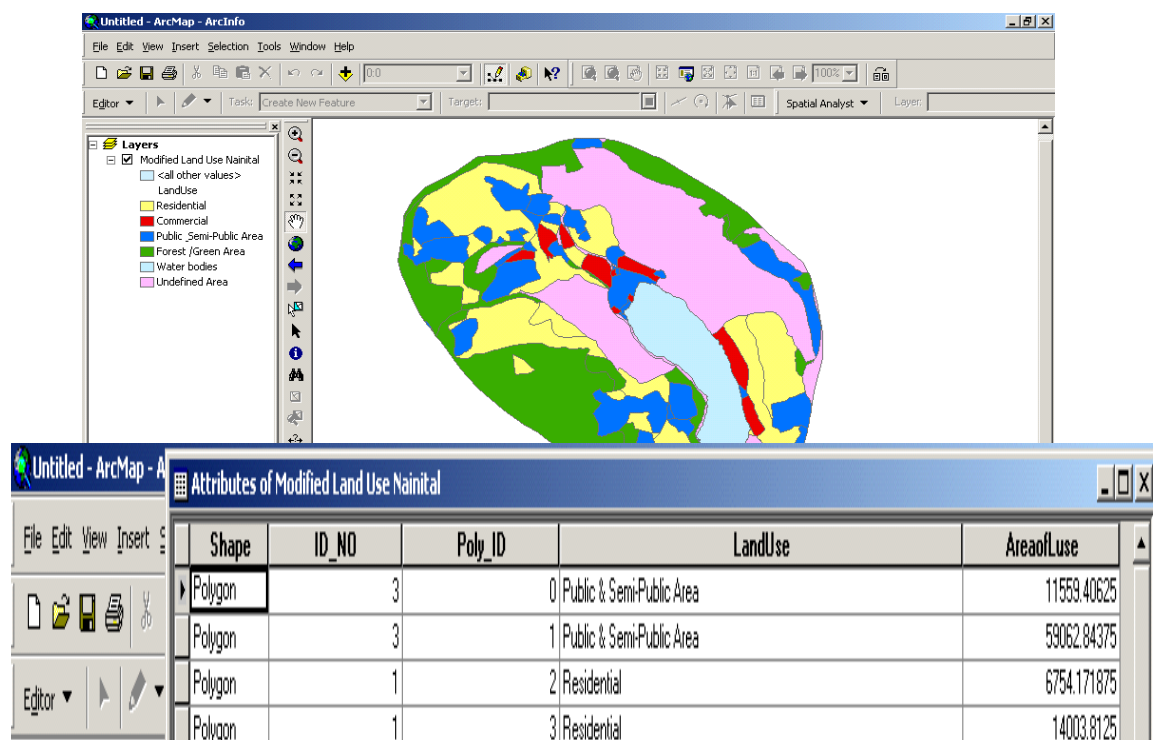 Untitled - ArcMap - ArcInfo
File Edit View Insert Selection Tools Window Help
0:0 100%
Editor Task: Create New Feature Target: Spatial Analyst Layer:
Layers
Modified Land Use Nainital
<all other values>
LandUse
Residential
Commercial
Public_Semi-Public Area
Forest /Green Area
Water bodies
Undefined Area
Untitled - ArcMap - A
File Edit View Insert S
Editor
Attributes of Modified Land Use Nainital
Shape ID_NO Poly_ID LandUse AreaofLuse
Polygon 3 0 Public & Semi-Public Area 11559.40625
Polygon 3 1 Public & Semi-Public Area 59062.84375
Polygon 1 2 Residential 6754.171875
Polygon 1 3 Residential 14003.8125